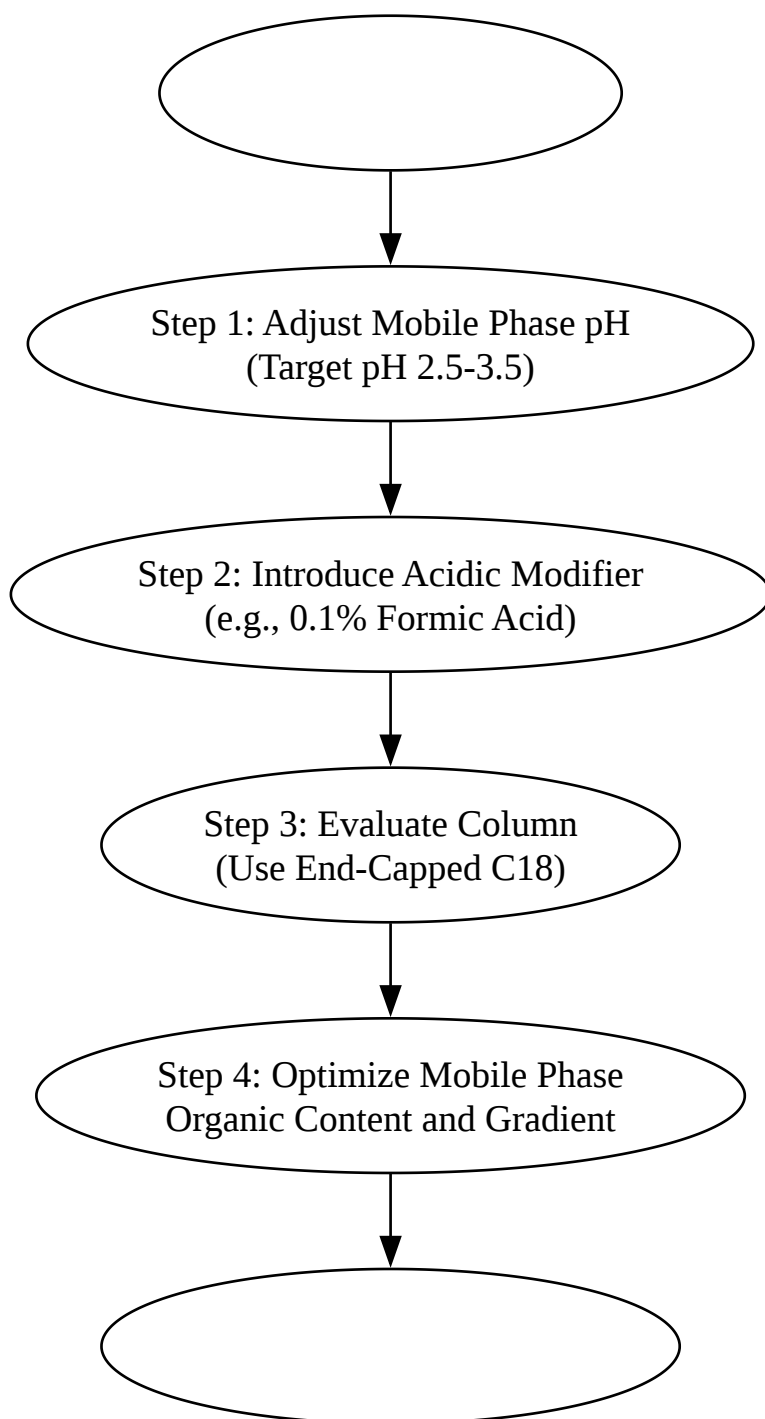 Step 1: Adjust Mobile Phase pH
(Target pH 2.5-3.5)
Step 2: Introduce Acidic Modifier
(e.g., 0.1% Formic Acid)
Step 3: Evaluate Column
(Use End-Capped C18)
Step 4: Optimize Mobile Phase
Organic Content and Gradient